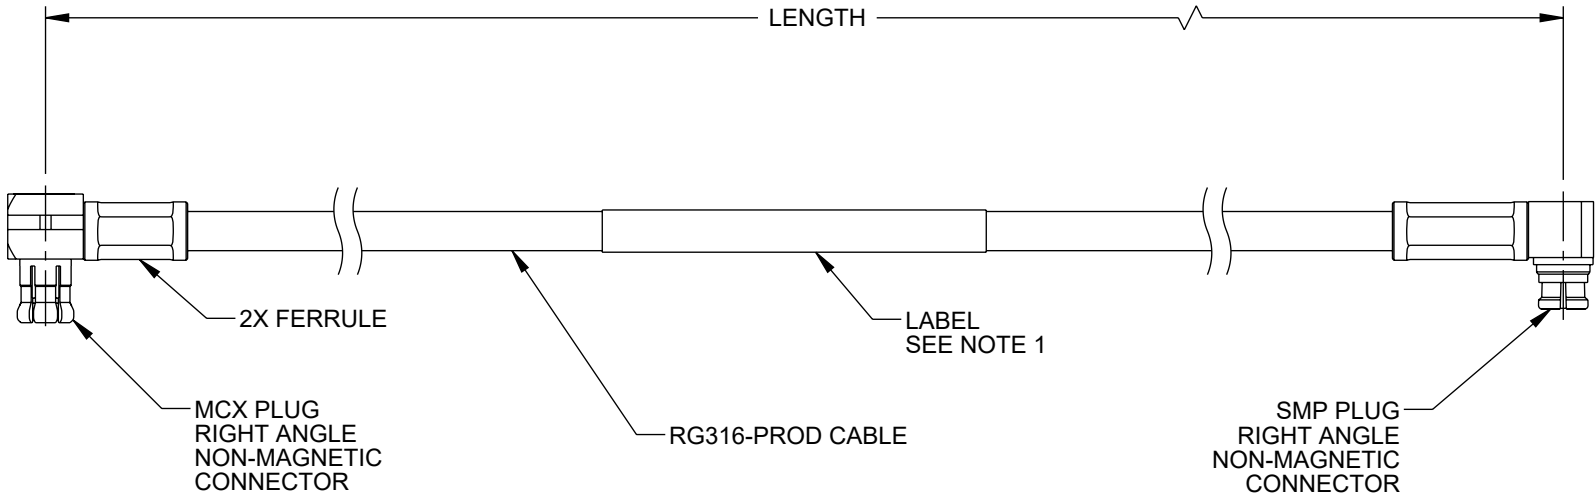 LENGTH
2X FERRULE
LABEL
SEE NOTE 1
MCX PLUG
RIGHT ANGLE
NON-MAGNETIC
CONNECTOR
RG316-PROD CABLE
SMP PLUG
RIGHT ANGLE
NON-MAGNETIC
CONNECTOR